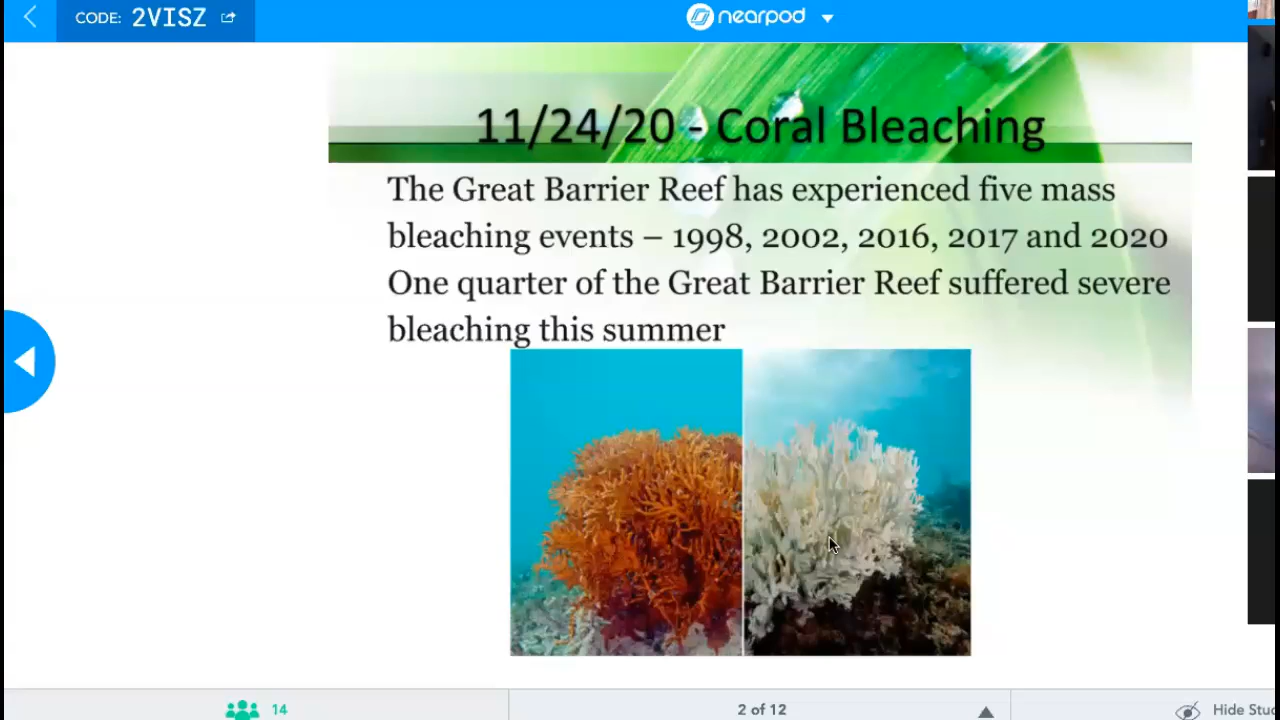 CODE: 2VISZ
nearpod
11/24/20 - Coral Bleaching
The Great Barrier Reef has experienced five mass
bleaching events – 1998, 2002, 2016, 2017 and 2020
One quarter of the Great Barrier Reef suffered severe
bleaching this summer
14
2 of 12
Hide Stuc